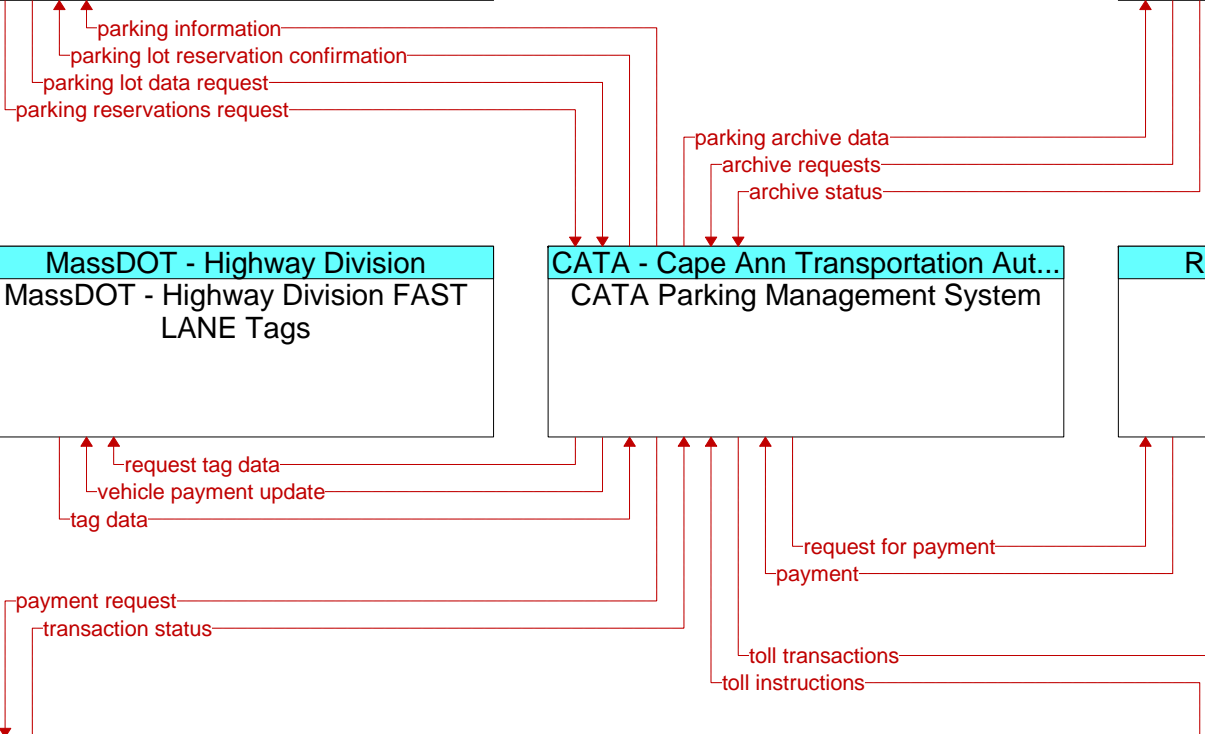 parking information
parking lot reservation confirmation
parking lot data request
parking reservations request
parking archive data
archive requests
archive status
MassDOT - Highway Division
MassDOT - Highway Division FAST
LANE Tags
CATA - Cape Ann Transportation Aut...
CATA Parking Management System
R
request tag data
vehicle payment update
tag data
request for payment
payment
payment request
transaction status
toll transactions
toll instructions